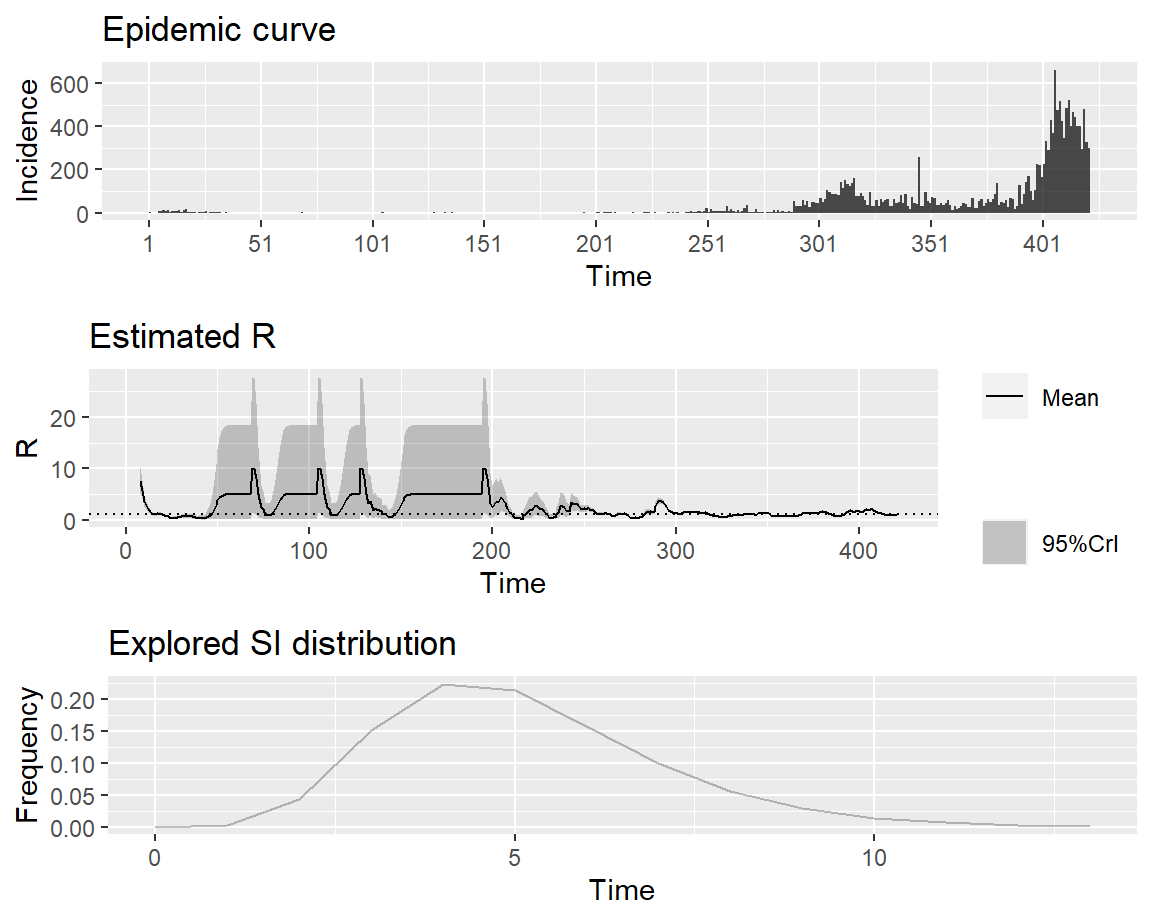 Epidemic curve
600
400
200
0
Incidence
1 51 101 151 201 251 301 351 401
Time
Estimated R
20
10
0
R
0 100 200 300 400
Time
Mean
95%CrI
Explored SI distribution
0.20
0.15
0.10
0.05
0.00
Frequency
0 5 10
Time